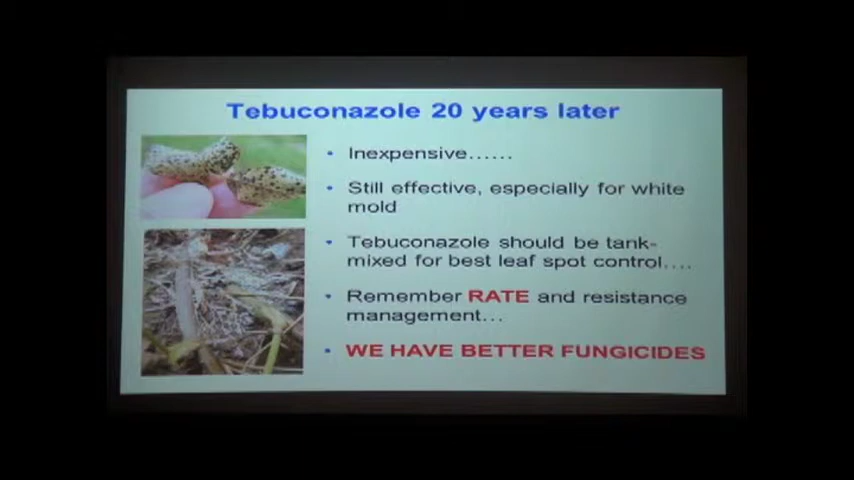 Tebuconazole 20 years later
• Inexpensive......
• Still effective, especially for white
mold
• Tebuconazole should be tank-
mixed for best leaf spot control....
• Remember RATE and resistance
management...
• WE HAVE BETTER FUNGICIDES